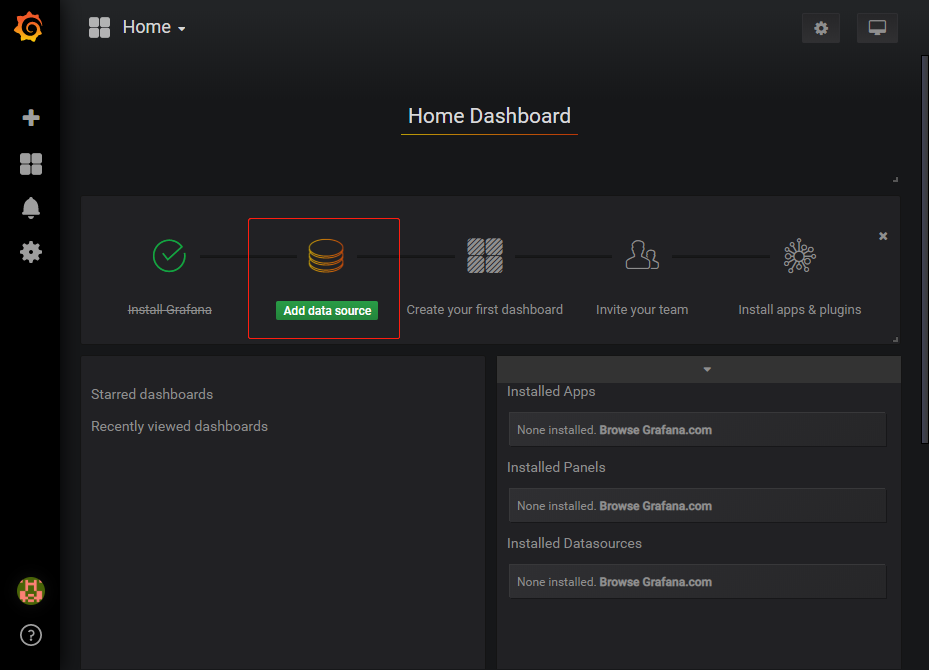 Home
Home Dashboard
Install Grafana
Add data source
Create your first dashboard
Invite your team
Install apps & plugins
Starred dashboards
Recently viewed dashboards
Installed Apps
None installed. Browse Grafana.com
Installed Panels
None installed. Browse Grafana.com
Installed Datasources
None installed. Browse Grafana.com